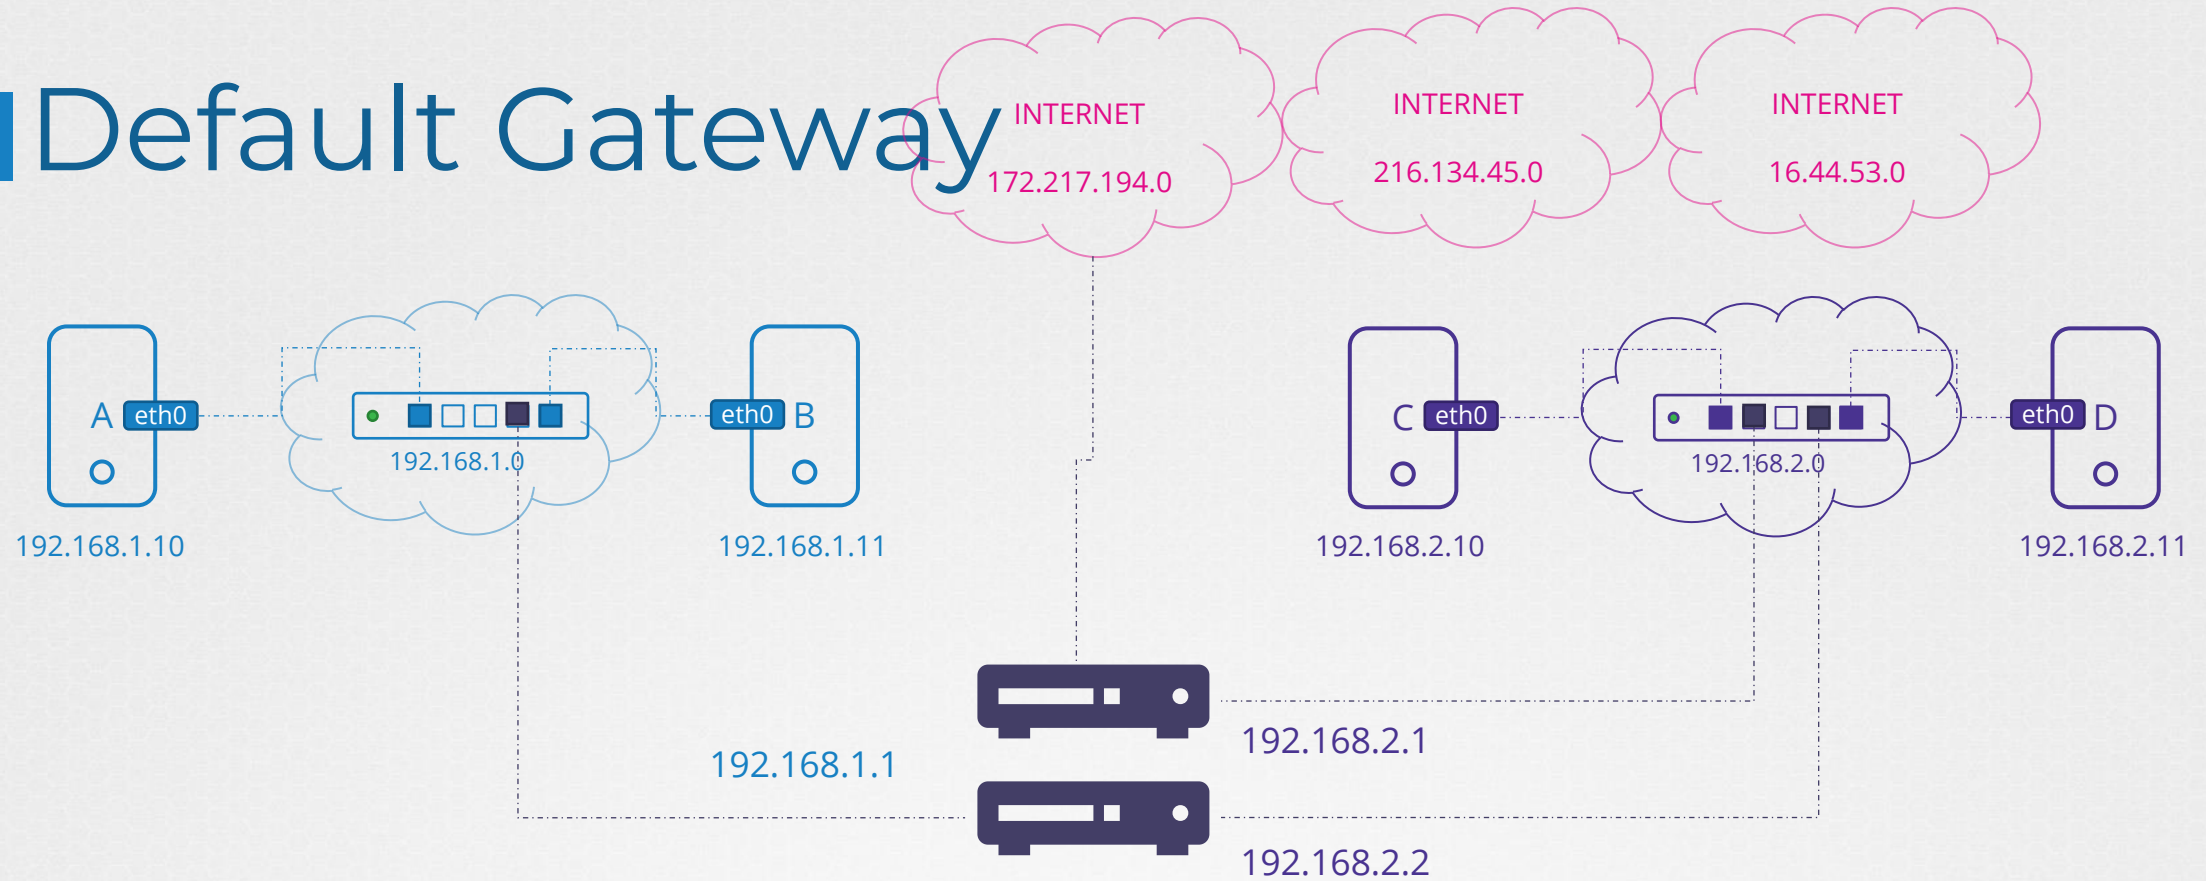 Default Gateway
INTERNET
172.217.194.0
INTERNET
216.134.45.0
INTERNET
16.44.53.0
A
eth0
192.168.1.10
192.168.1.0
eth0
B
192.168.1.11
C
eth0
192.168.2.10
192.168.2.0
eth0
D
192.168.2.11
192.168.1.1
192.168.2.1
192.168.2.2